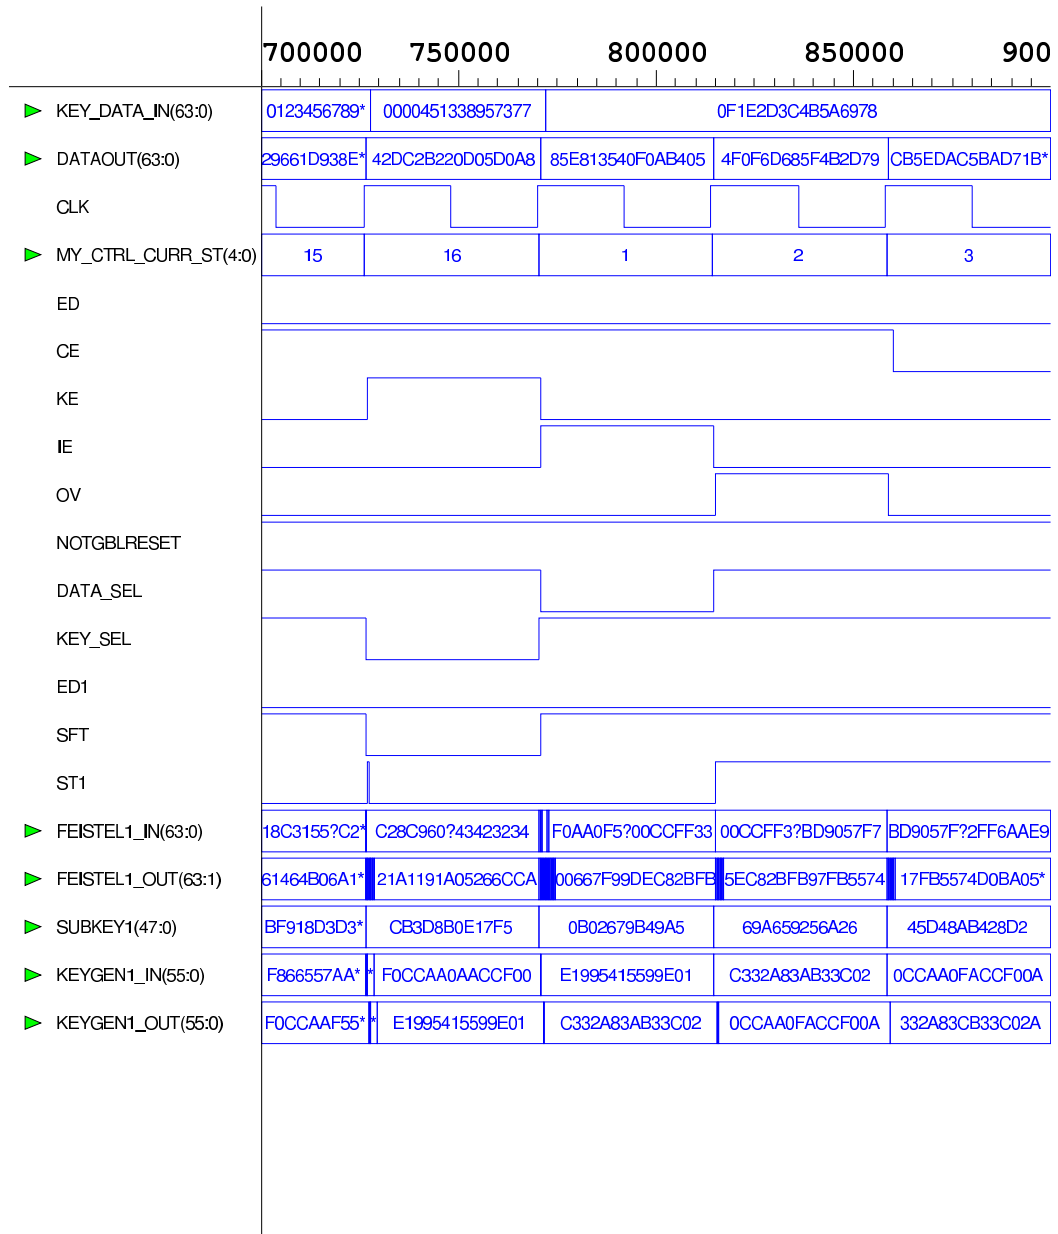 700000 750000 800000 850000 900
KEY_DATA_IN(63:0) 0123456789* 0000451338957377 0F1E2D3C4B5A6978
DATAOUT(63:0) 29661D938E* 42DC2B220D05D0A8 85E813540F0AB405 4F0F6D685F4B2D79 CB5EDAC5BAD71B*
CLK
MY_CTRL_CURR_ST(4:0) 15 16 1 2 3
ED
CE
KE
IE
OV
NOTGBLRESET
DATA_SEL
KEY_SEL
ED1
SFT
ST1
FEISTEL1_IN(63:0) 18C3155?C2* C28C960?43423234 F0AA0F5?00CCFF33 00CCFF3?BD9057F7 BD9057F?2FF6AAE9
FEISTEL1_OUT(63:1) 61464B06A1* 21A1191A05266CCA 00667F99DEC82BFB 5EC82BFB97FB5574 17FB5574D0BA05*
SUBKEY1(47:0) BF918D3D3* CB3D8B0E17F5 0B02679B49A5 69A659256A26 45D48AB428D2
KEYGEN1_IN(55:0) F866557AA* * F0CCAA0AACCF00 E1995415599E01 C332A83AB33C02 0CCAA0FACCF00A
KEYGEN1_OUT(55:0) F0CCAAF55* * E1995415599E01 C332A83AB33C02 0CCAA0FACCF00A 332A83CB33C02A